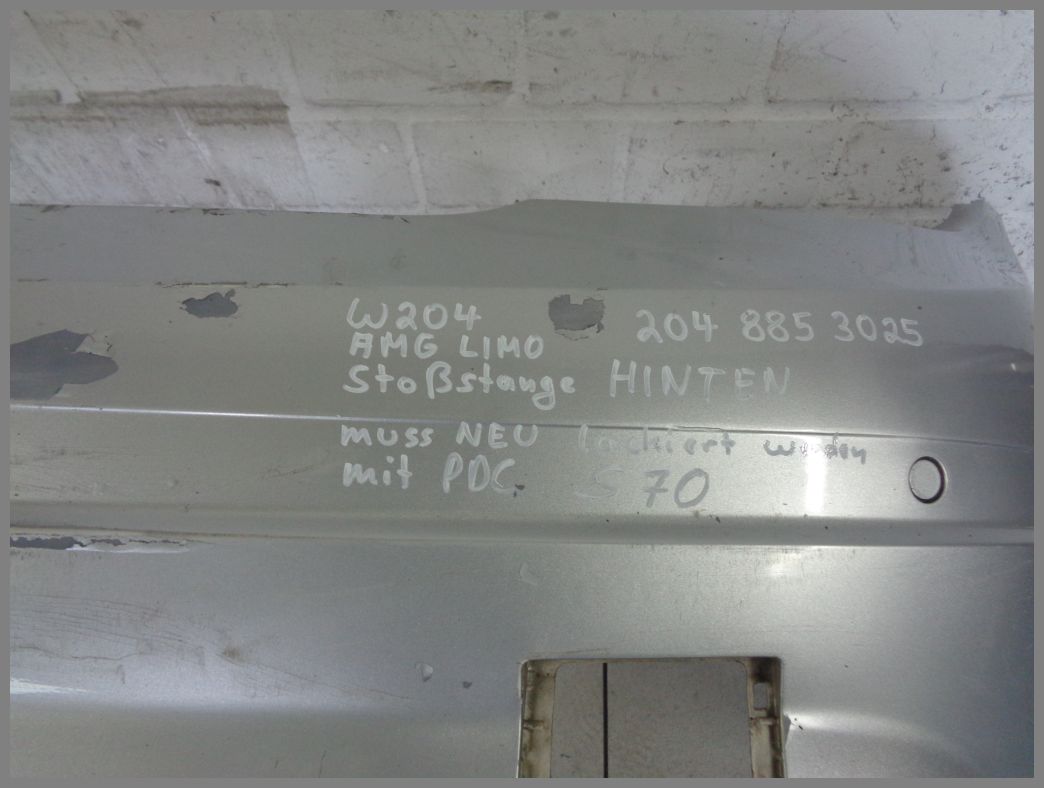 W204
AMG LIMO
Stoßstange HINTEN
204 885 3025
muss NEU lackiert werden
mit PDC S70